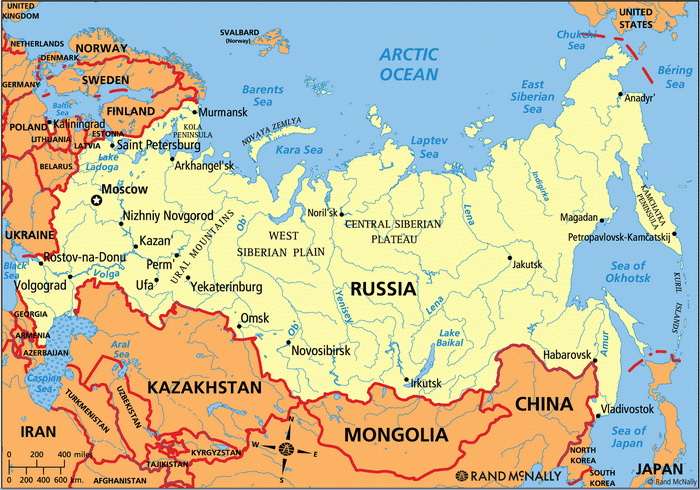 UNITED
KINGDOM
NETHERLANDS
DENMARK
GERMANY
NORWAY
SWEDEN
FINLAND
Baltic
Sea
POLAND
Kaliningrad
LITHUANIA
ESTONIA
LATVIA
BELARUS
UKRAINE
SVALBARD
(Norway)
ARCTIC
OCEAN
Barents
Sea
Kara Sea
Laptev
Sea
East
Siberian
Sea
Chukchi
Sea
UNITED
STATES
Béring
Sea
Anadyr'
Murmansk
KOLA
PENINSULA
NOVAYA ZEMLYA
Saint Petersburg
Lake
Ladoga
Arkhangel'sk
Moscow
Nizhniy Novgorod
Kazan'
Perm'
Ufa
Yekaterinburg
URAL MOUNTAINS
Ob'
WEST
SIBERIAN PLAIN
Noril'sk
CENTRAL SIBERIAN
PLATEAU
Lena
Indigirka
KAMCHATKA
PENINSULA
Magadan
Petropavlovsk-Kamčatskij
Jakutsk
Sea of
Okhotsk
KURIL ISLANDS
RUSSIA
Yenisey
Lena
Lake
Baikal
Amur
Habarovsk
Vladivostok
Irkutsk
Novosibirsk
Omsk
Ob
Black
Sea
Rostov-na-Donu
Volgograd
Volga
GEORGIA
ARMENIA
AZERBAIJAN
Caspian
Sea
Aral
Sea
KAZAKHSTAN
UZBEKISTAN
TURKMENISTAN
IRAN
KYRGYZSTAN
TAJIKISTAN
AFGHANISTAN
MONGOLIA
CHINA
NORTH
KOREA
SOUTH
KOREA
Sea of
Japan
JAPAN
N
W
E
S
0 200 400 miles
0 200 400 600 km.
RAND MCNALLY
© Rand McNally